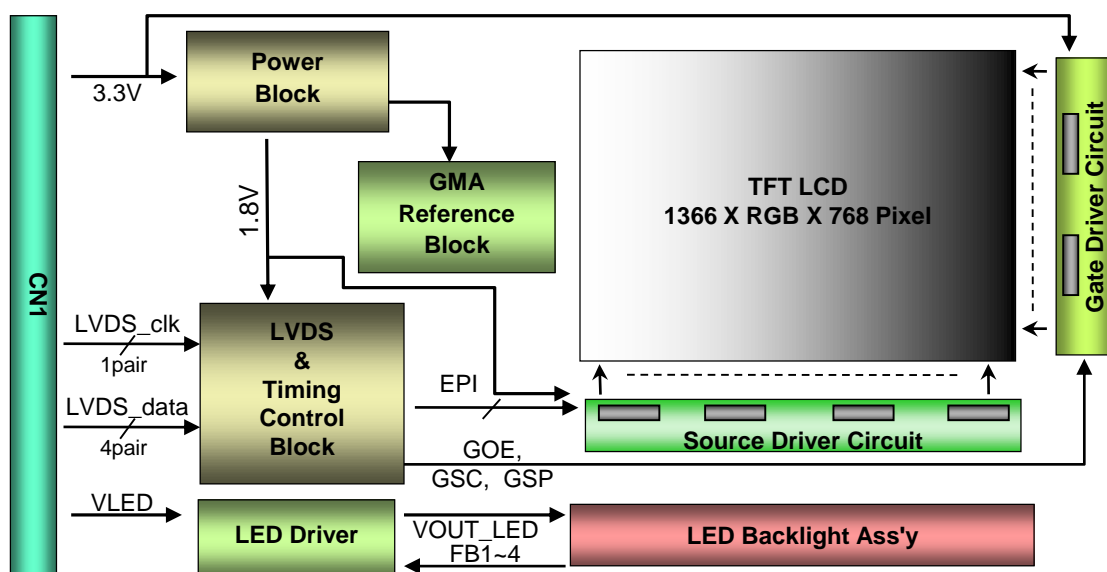 CN1
3.3V
Power
Block
1.8V
GMA
Reference
Block
TFT LCD
1366 X RGB X 768 Pixel
Gate Driver Circuit
LVDS_clk
1pair
LVDS_data
4pair
LVDS
&
Timing
Control
Block
EPI
Source Driver Circuit
GOE,
GSC, GSP
VLED
LED Driver
VOUT_LED
FB1~4
LED Backlight Ass'y